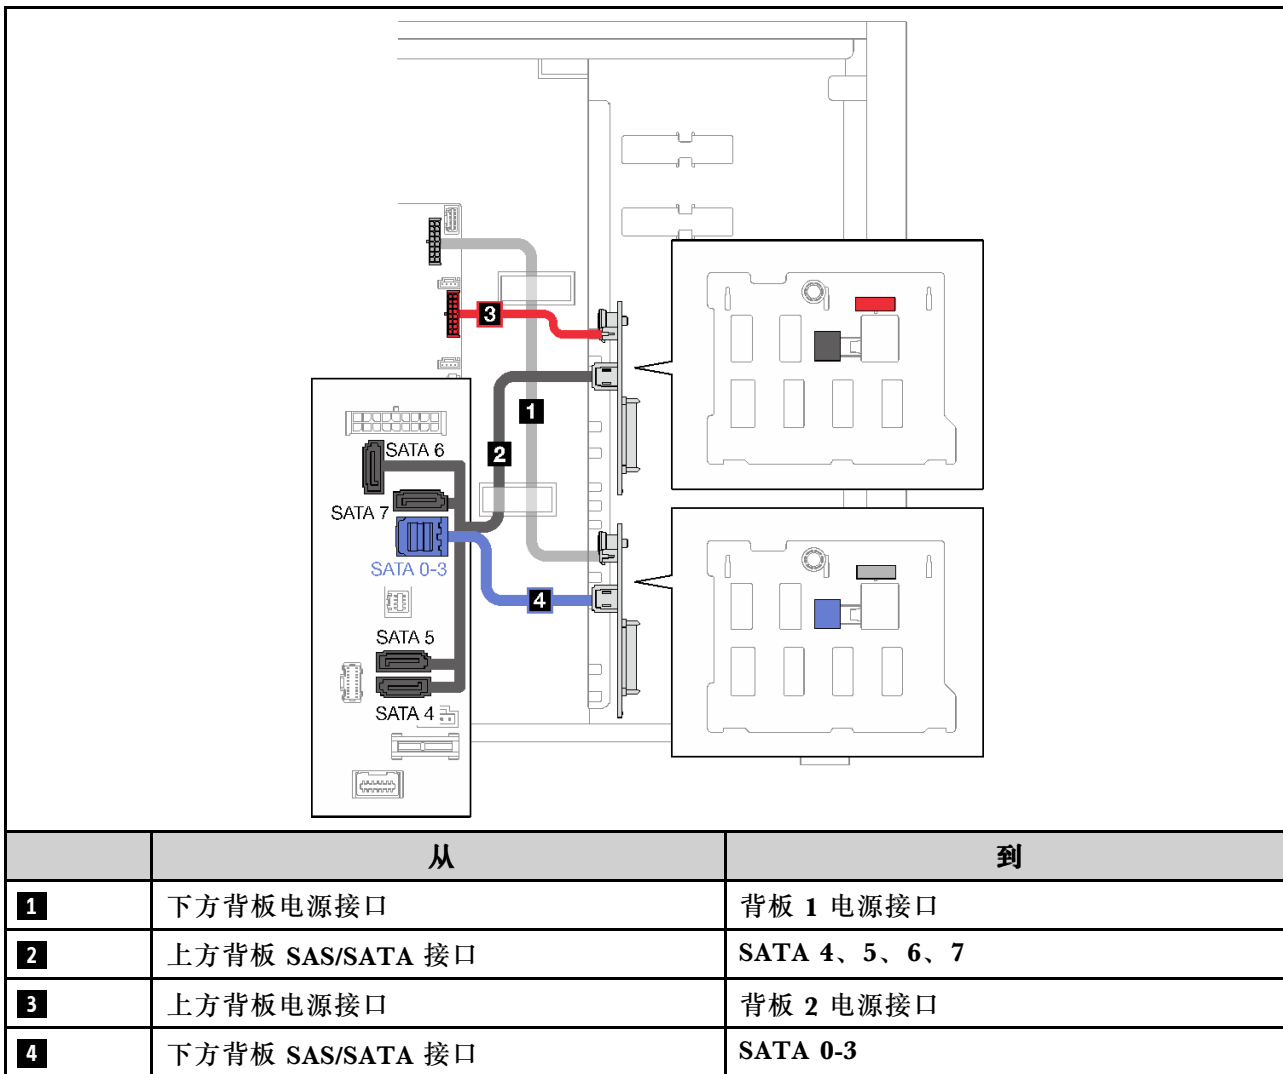 3
1
2
SATA 6
SATA 7
SATA 0-3
4
SATA 5
SATA 4
从 到
1 下方背板电源接口 背板 1 电源接口
2 上方背板 SAS/SATA 接口 SATA 4、5、6、7
3 上方背板电源接口 背板 2 电源接口
4 下方背板 SAS/SATA 接口 SATA 0-3